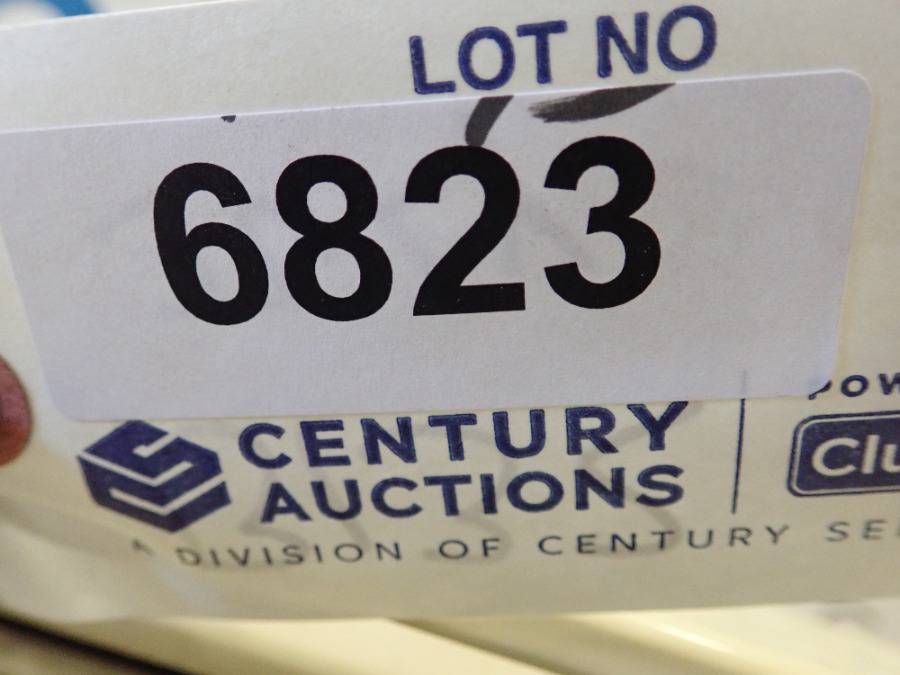 LOT NO
6823
CENTURY
AUCTIONS
A DIVISION OF CENTURY